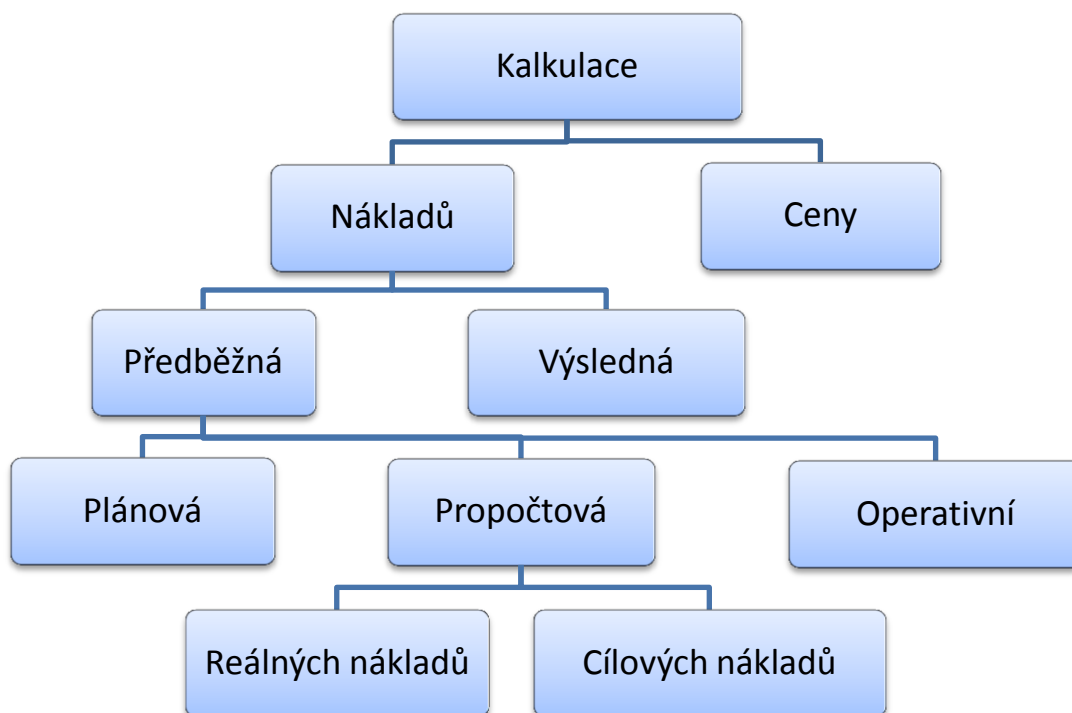 Kalkulace
Nákladů
Ceny
Předběžná
Výsledná
Plánová
Propočtová
Operativní
Reálných nákladů
Cílových nákladů